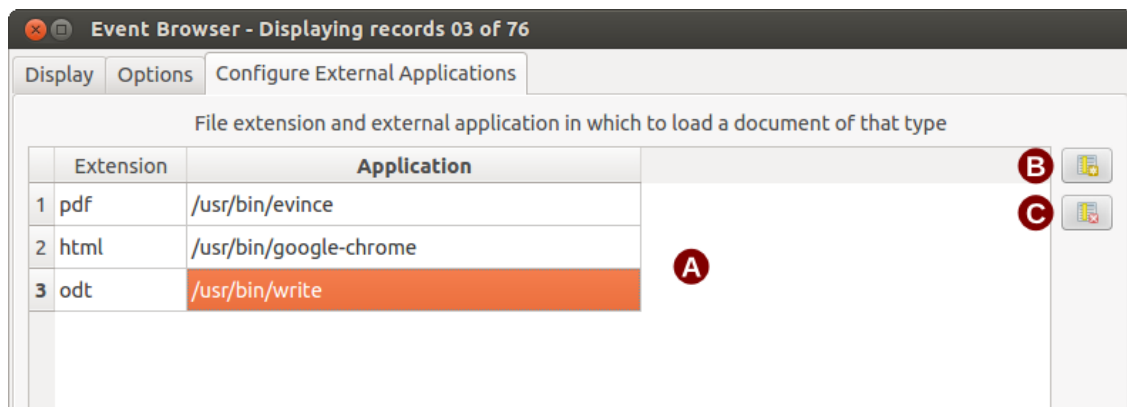 Event Browser - Displaying records 03 of 76
Display Options Configure External Applications
File extension and external application in which to load a document of that type
Extension Application B
1 pdf /usr/bin/evince C
2 html /usr/bin/google-chrome A
3 odt /usr/bin/write